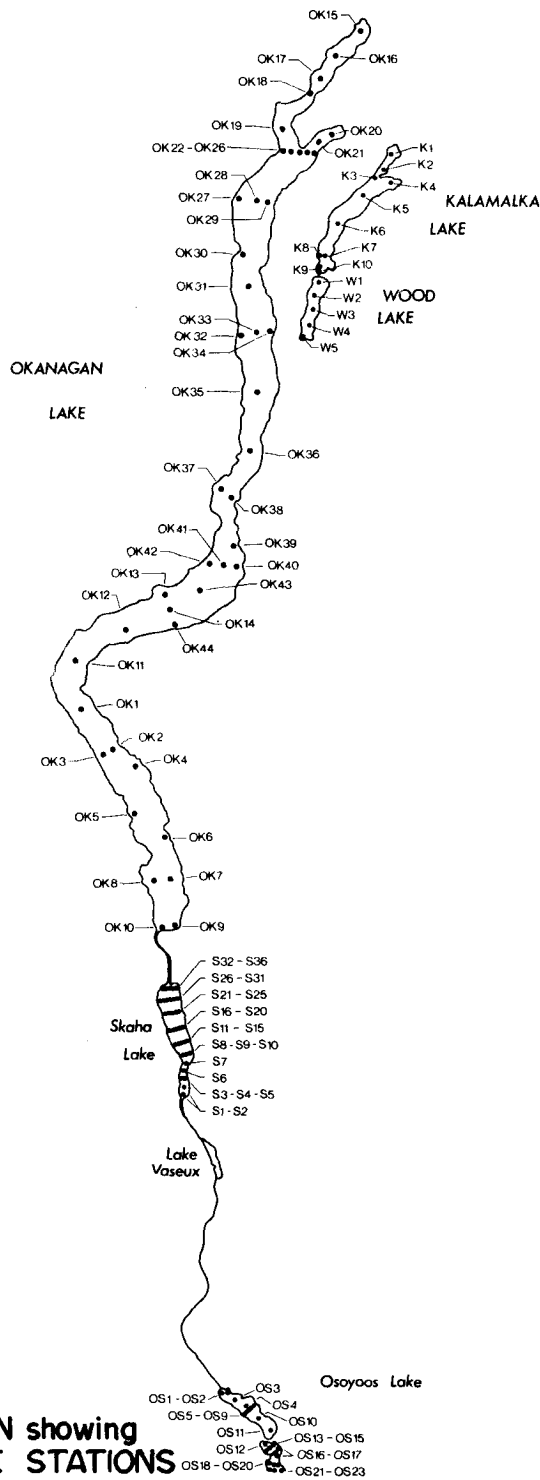 OK15
OK17
OK16
OK18
OK19
OK20
OK22 - OK26
OK21
K1
K2
K3
K4
OK28
OK27
K5
KALAMALKA
LAKE
OK29
K6
OK30
K8
K7
K9
K10
OK31
W1
W2
WOOD
LAKE
OK33
W3
OK32
W4
OK34
W5
OKANAGAN
LAKE
OK35
OK36
OK37
OK38
OK41
OK39
OK42
OK40
OK13
OK43
OK12
OK14
OK44
OK11
OK1
OK2
OK3
OK4
OK5
OK6
OK8
OK7
OK10
OK9
S32 - S36
S26 - S31
S21 - S25
S16 - S20
Skaha
Lake
S11 - S15
S8 - S9 - S10
S7
S6
S3 - S4 - S5
S1 - S2
Lake
Vaseux
Osoyoos Lake
OS3
OS1 - OS2
OS4
OS5 - OS9
OS10
OS11
OS13 - OS15
OS12
OS16 - OS17
OS18 - OS20
OS21 - OS23
N showing
STATIONS